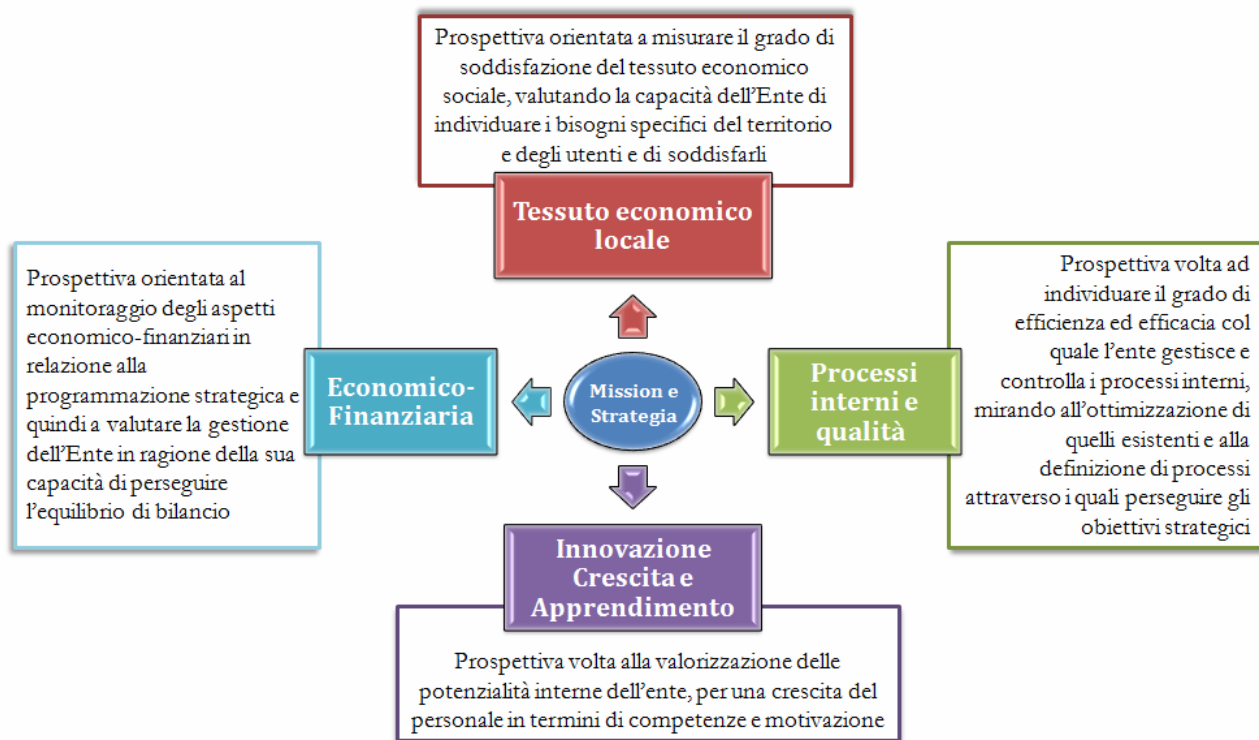 Prospettiva orientata a misurare il grado di
soddisfazione del tessuto economico
sociale, valutando la capacità dell'Ente di
individuare i bisogni specifici del territorio
e degli utenti e di soddisfarli
Tessuto economico
locale
Prospettiva orientata al
monitoraggio degli aspetti
economico-finanziari in
relazione alla
programmazione strategica e
quindi a valutare la gestione
dell'Ente in ragione della sua
capacità di perseguire
l'equilibrio di bilancio
Economico-
Finanziaria
Mission e
Strategia
Processi
interni e
qualità
Prospettiva volta ad
individuare il grado di
efficienza ed efficacia col
quale l'ente gestisce e
controlla i processi interni,
mirando all'ottimizzazione di
quelli esistenti e alla
definizione di processi
attraverso i quali perseguire gli
obiettivi strategici
Innovazione
Crescita e
Apprendimento
Prospettiva volta alla valorizzazione delle
potenzialità interne dell'ente, per una crescita del
personale in termini di competenze e motivazione